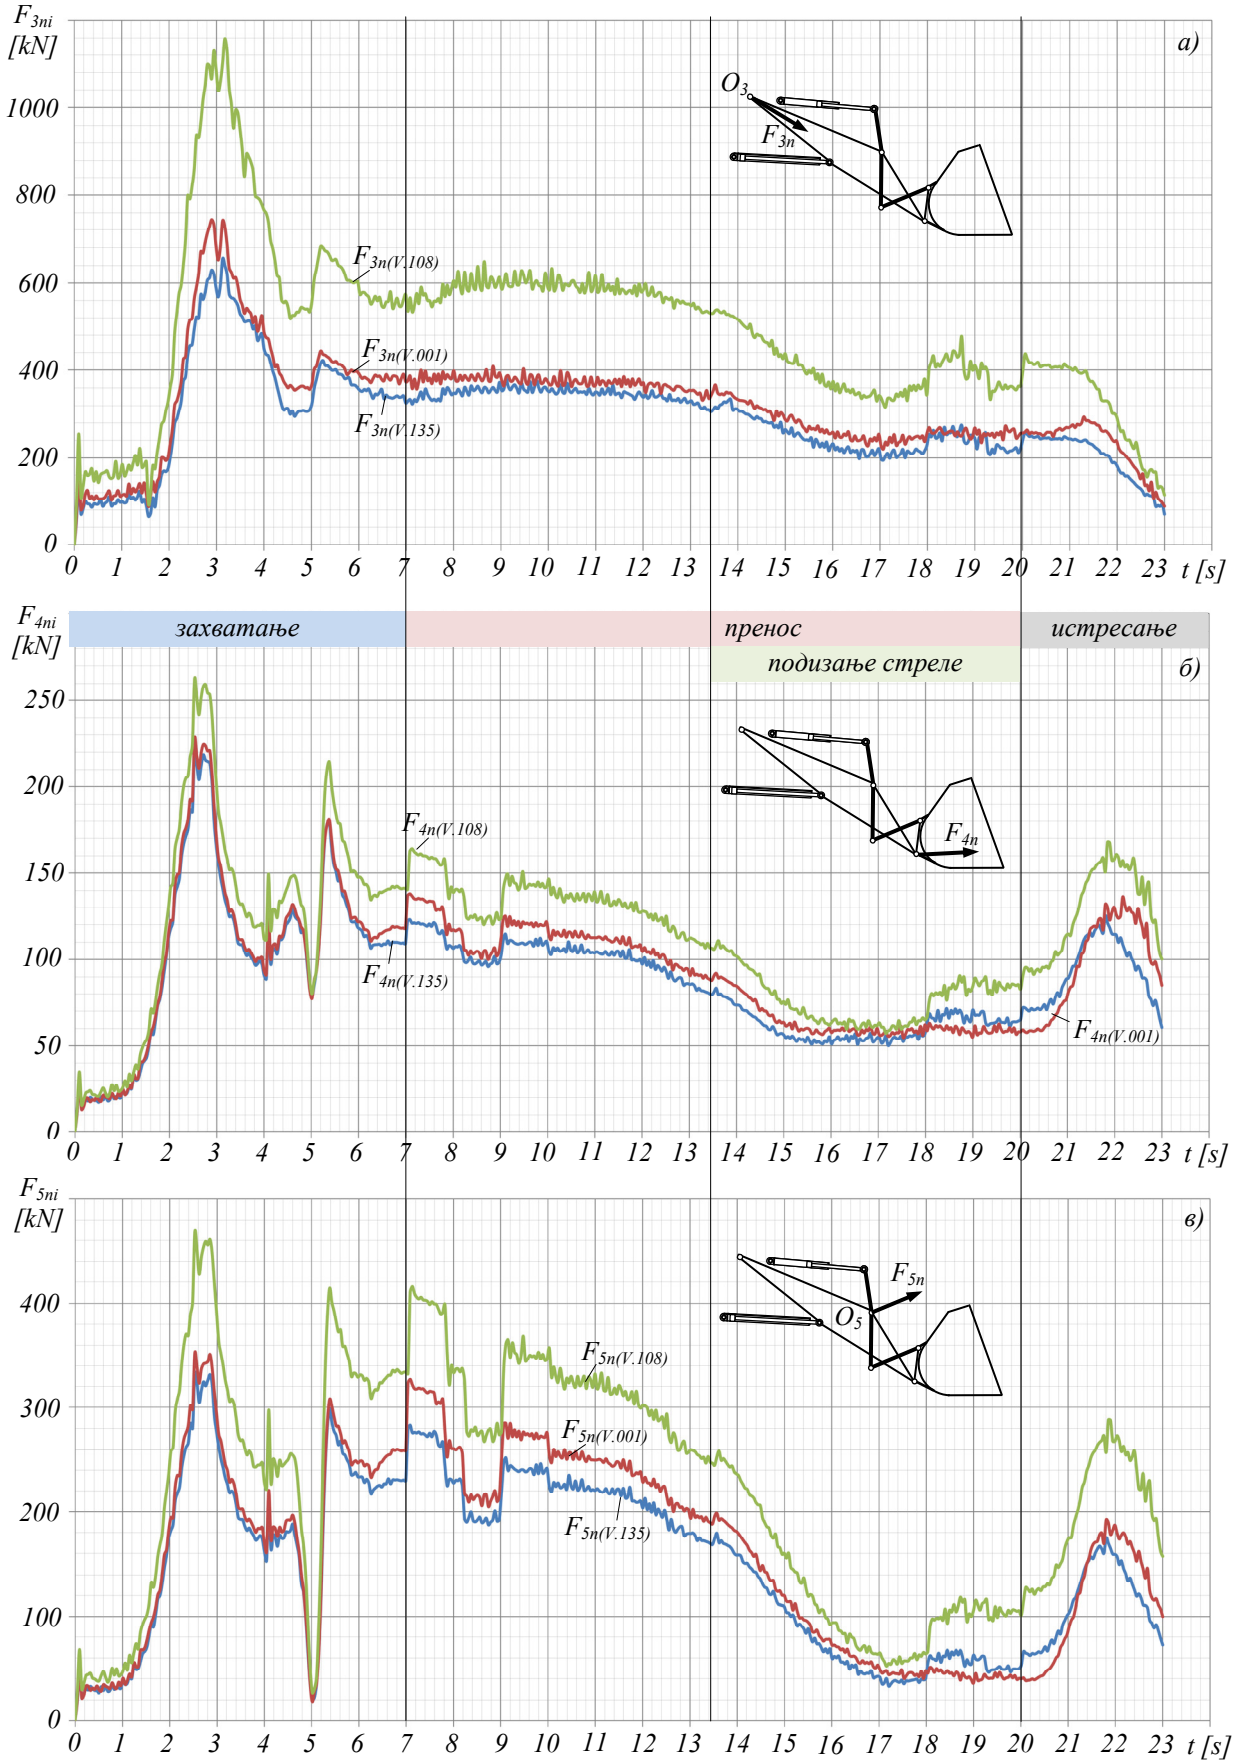 F3ni
[kN]
а)
1000
800
600
400
200
0
O3
F3n
F3n(V.108)
F3n(V.001)
F3n(V.135)
0 1 2 3 4 5 6 7 8 9 10 11 12 13 14 15 16 17 18 19 20 21 22 23 t [s]
F4ni
[kN]
захватање пренос истресање
подизање стреле
б)
250
200
150
100
50
0
F4n
F4n(V.108)
F4n(V.135)
F4n(V.001)
0 1 2 3 4 5 6 7 8 9 10 11 12 13 14 15 16 17 18 19 20 21 22 23 t [s]
F5ni
[kN]
в)
400
300
200
100
0
F5n
O5
F5n(V.108)
F5n(V.001)
F5n(V.135)
0 1 2 3 4 5 6 7 8 9 10 11 12 13 14 15 16 17 18 19 20 21 22 23 t [s]